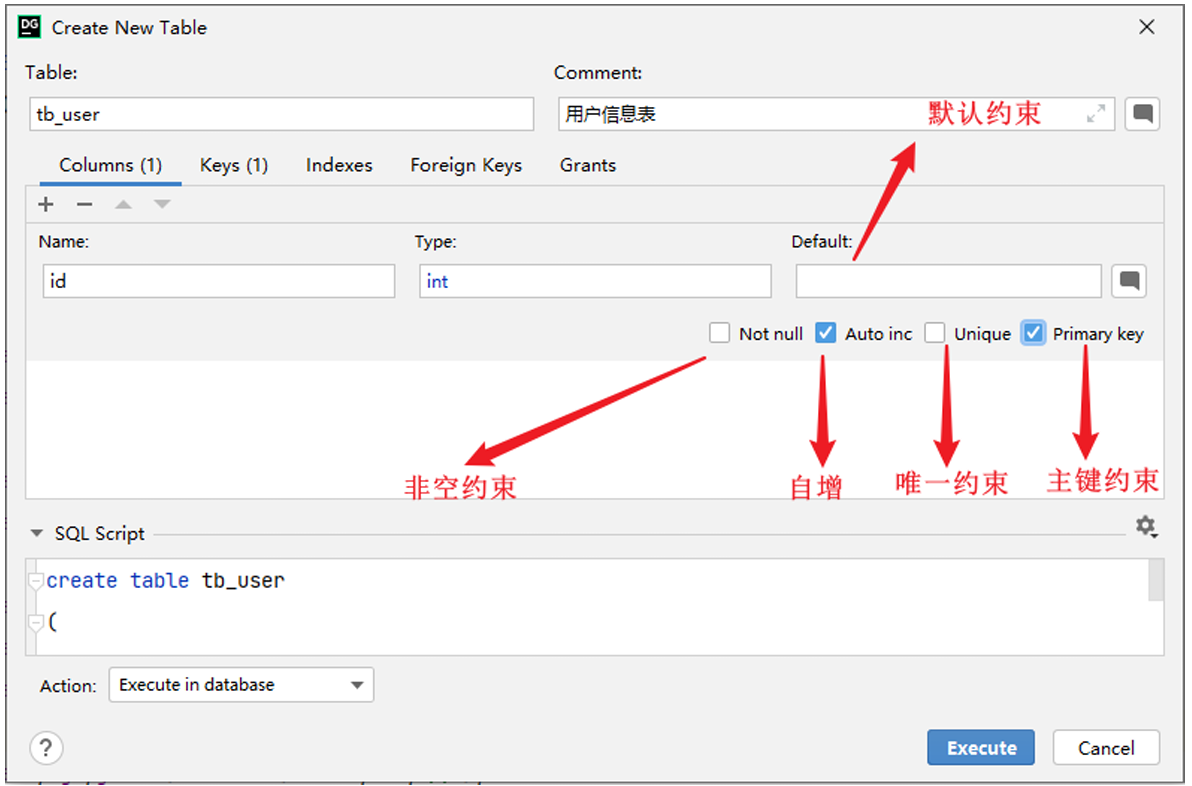 DG Create New Table
Table:
Comment:
tb_user
用户信息表
默认约束
Columns (1) Keys (1) Indexes Foreign Keys Grants
Name:
Type:
Default:
id
int
Not null Auto inc Unique Primary key
非空约束
自增
唯一约束
主键约束
SQL Script
create table tb_user
(
Action: Execute in database
?
Execute
Cancel